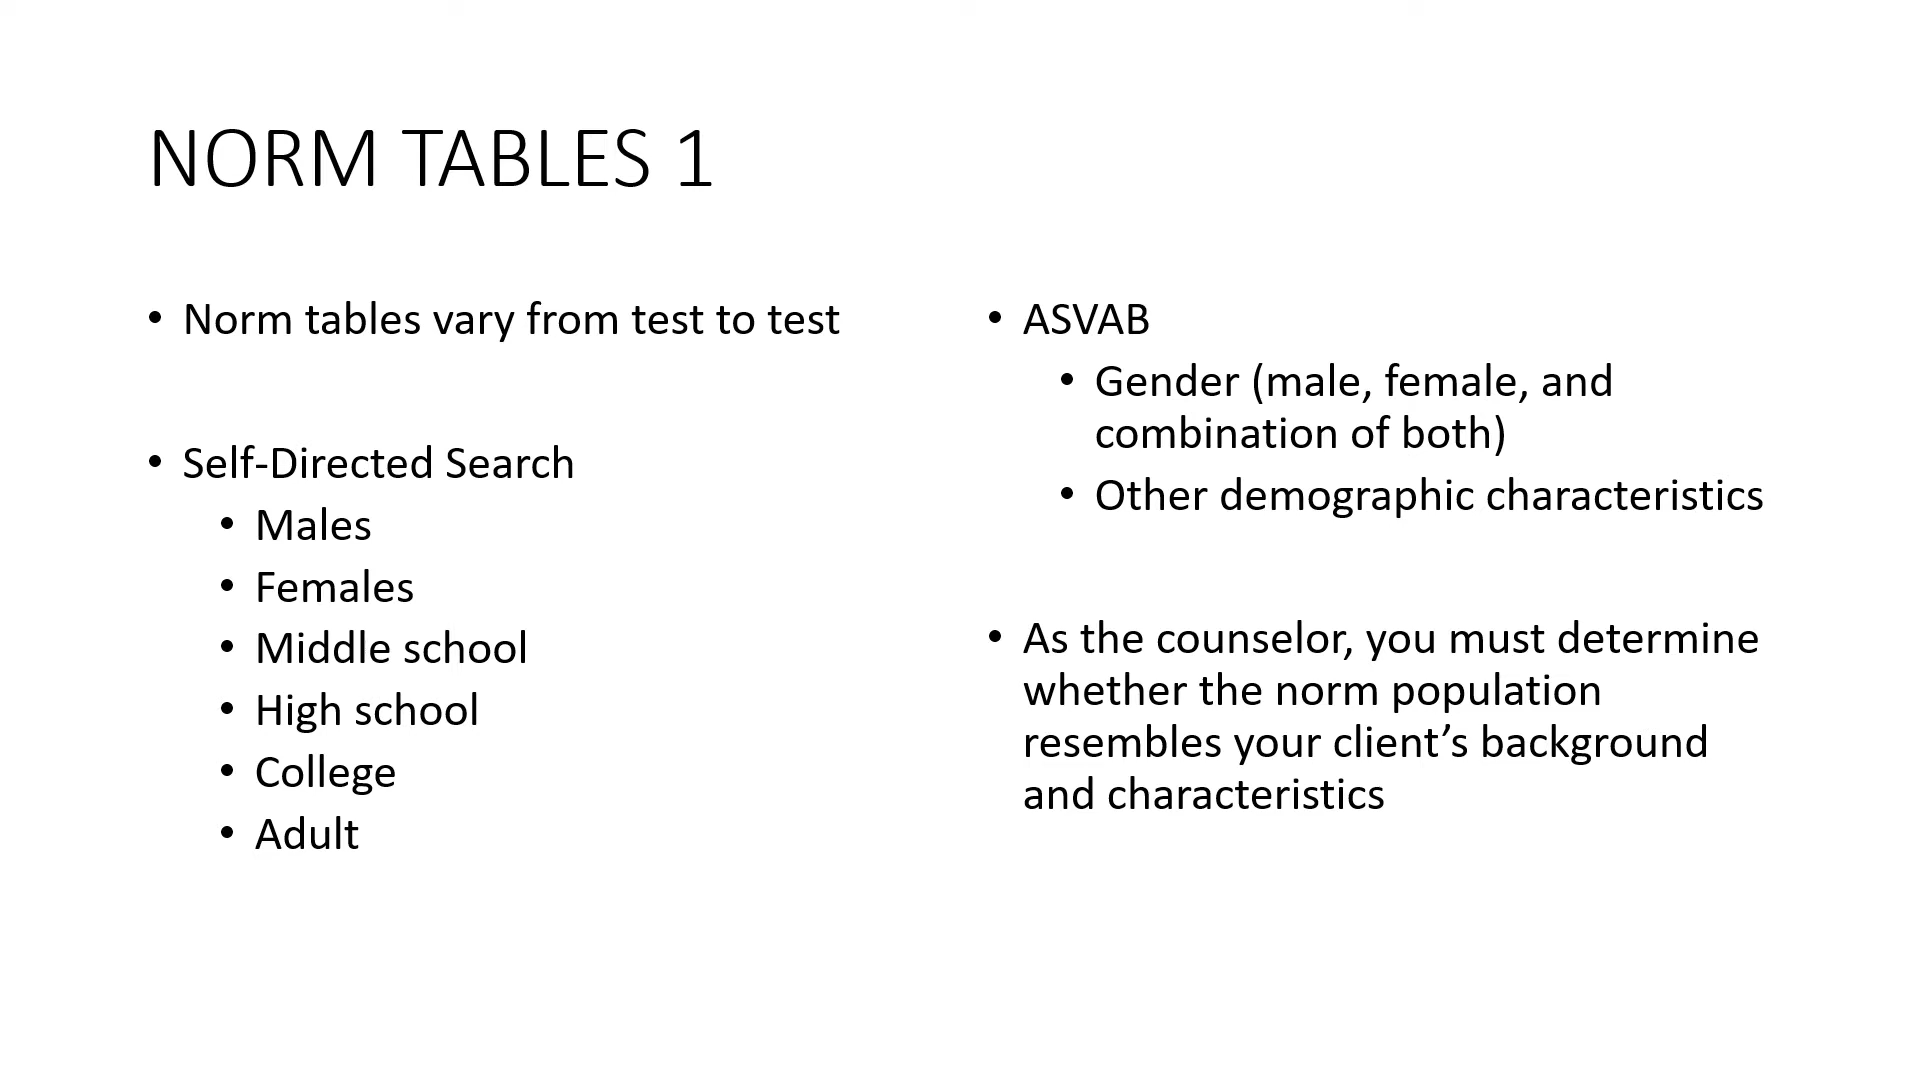 NORM TABLES 1
• Norm tables vary from test to test
• Self-Directed Search
• Males
• Females
• Middle school
• High school
• College
• Adult
• ASVAB
• Gender (male, female, and
combination of both)
• Other demographic characteristics
• As the counselor, you must determine
whether the norm population
resembles your client’s background
and characteristics